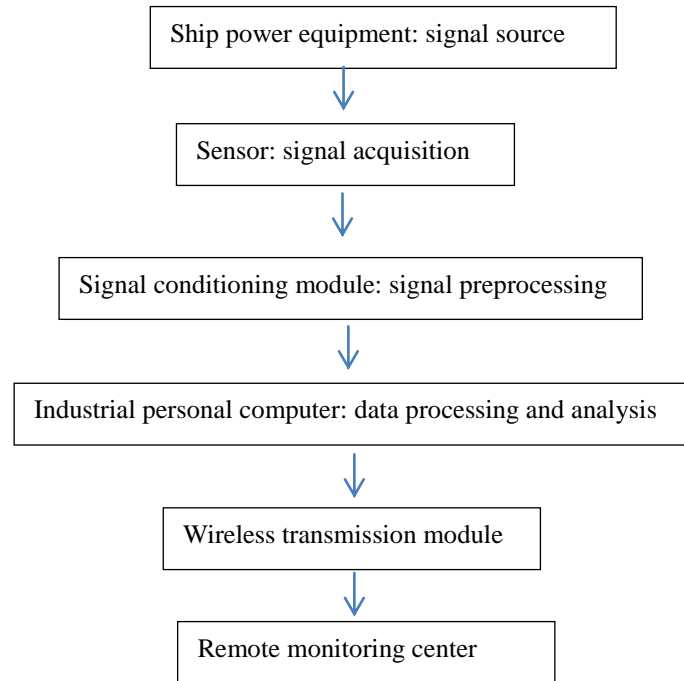 Ship power equipment: signal source
Sensor: signal acquisition
Signal conditioning module: signal preprocessing
Industrial personal computer: data processing and analysis
Wireless transmission module
Remote monitoring center